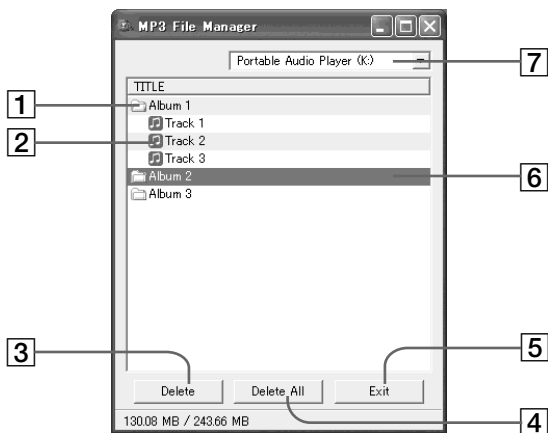 MP3 File Manager
Portable Audio Player (K:)
7
TITLE
1
Album 1
Track 1
2
Track 2
Track 3
Album 2
6
Album 3
3
5
Delete
Delete All
Exit
130.08 MB / 243.66 MB
4